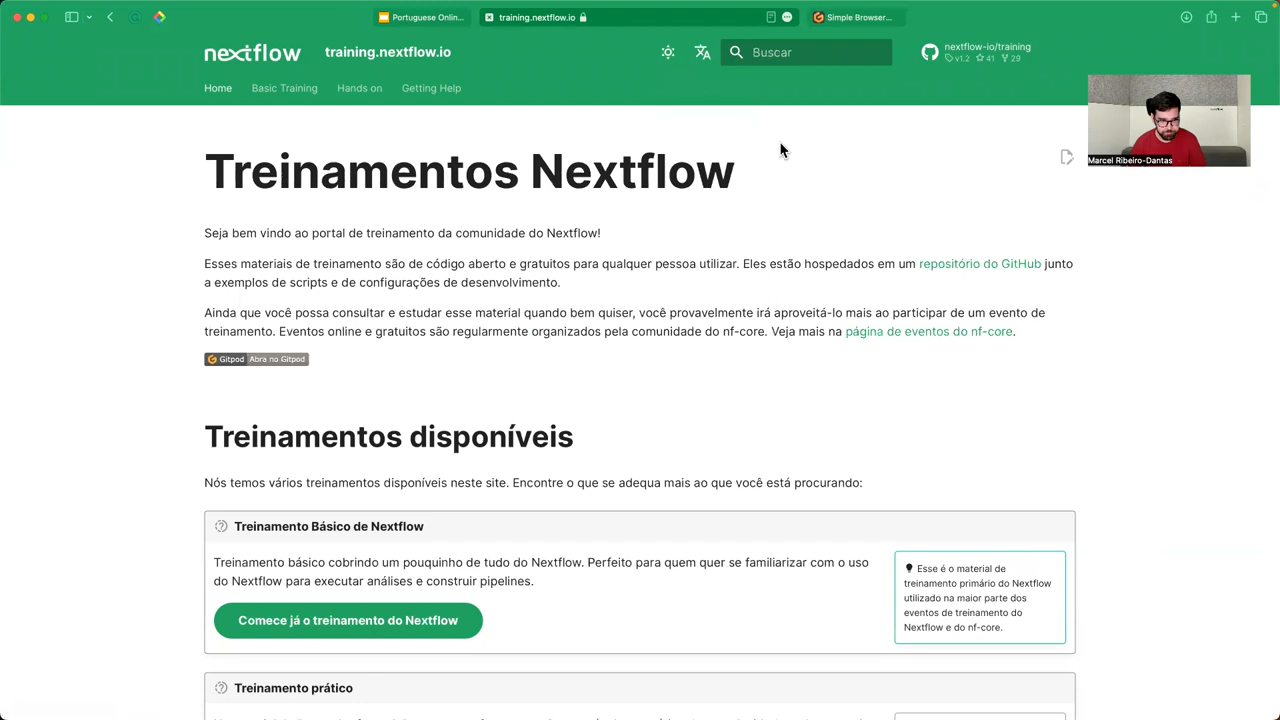 Portuguese Onlin...
training.nextflow.io
Simple Browser...
nextflow
training.nextflow.io
Buscar
nextflow-io/training
v1.2 41 29
Home
Basic Training
Hands on
Getting Help
Marcel Ribeiro-Dantas
Treinamentos Nextflow
Seja bem vindo ao portal de treinamento da comunidade do Nextflow!
Esses materiais de treinamento são de código aberto e gratuitos para qualquer pessoa utilizar. Eles estão hospedados em um repositório do GitHub junto
a exemplos de scripts e de configurações de desenvolvimento.
Ainda que você possa consultar e estudar esse material quando bem quiser, você provavelmente irá aproveitá-lo mais ao participar de um evento de
treinamento. Eventos online e gratuitos são regularmente organizados pela comunidade do nf-core. Veja mais na página de eventos do nf-core.
Gitpod Abra no Gitpod
Treinamentos disponíveis
Nós temos vários treinamentos disponíveis neste site. Encontre o que se adequa mais ao que você está procurando:
Treinamento Básico de Nextflow
Treinamento básico cobrindo um pouquinho de tudo do Nextflow. Perfeito para quem quer se familiarizar com o uso
do Nextflow para executar análises e construir pipelines.
Comece já o treinamento do Nextflow
Esse é o material de
treinamento primário do Nextflow
utilizado na maior parte dos
eventos de treinamento do
Nextflow e do nf-core.
Treinamento prático